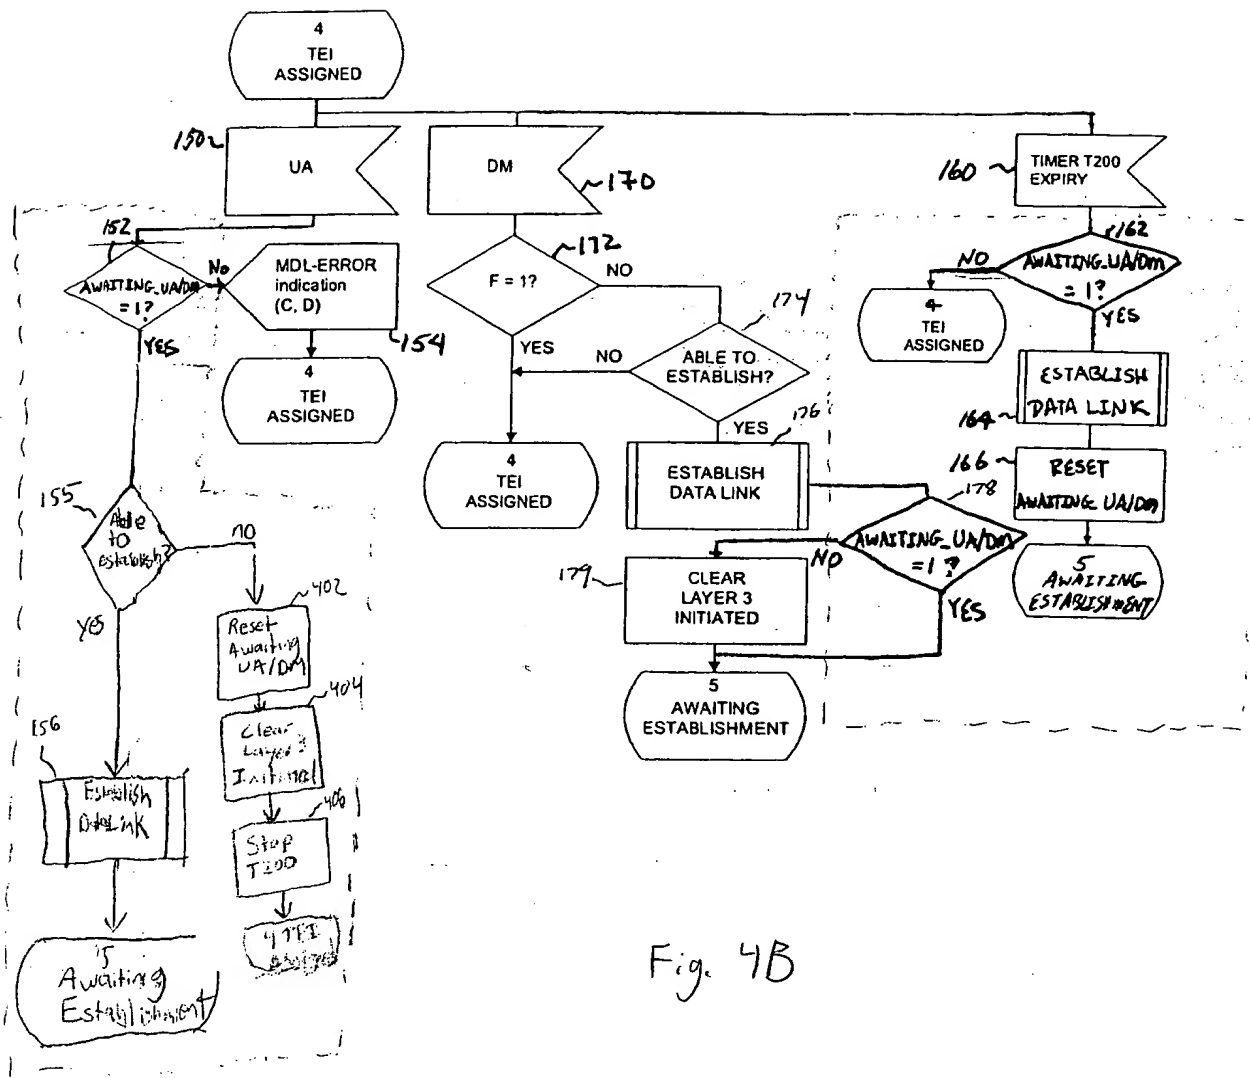 4
TEI
ASSIGNED
150
UA
DM
170
160
TIMER T200
EXPIRY
152
AWAITING_UA/DM
=1?
No
YES
MDL-ERROR
indication
(C, D)
154
4
TEI
ASSIGNED
172
F = 1?
NO
YES
174
NO
ABLE TO
ESTABLISH?
YES
4
TEI
ASSIGNED
176
ESTABLISH
DATA LINK
162
AWAITING_UA/DM
= 1?
NO
YES
4
TEI
ASSIGNED
ESTABLISH
DATA LINK
164
166
RESET
AWAITING_UA/DM
5
AWAITING
ESTABLISHMENT
178
AWAITING_UA/DM
=1?
NO
YES
179
CLEAR
LAYER 3
INITIATED
5
AWAITING
ESTABLISHMENT
155
Able
to
Establish?
no
YES
402
Reset
Awaiting
UA/DM
404
Clear
Layer 3
406
Stop
T200
4 TEI
156
Establish
DataLink
5
Awaiting
Establishment
Fig. 4B